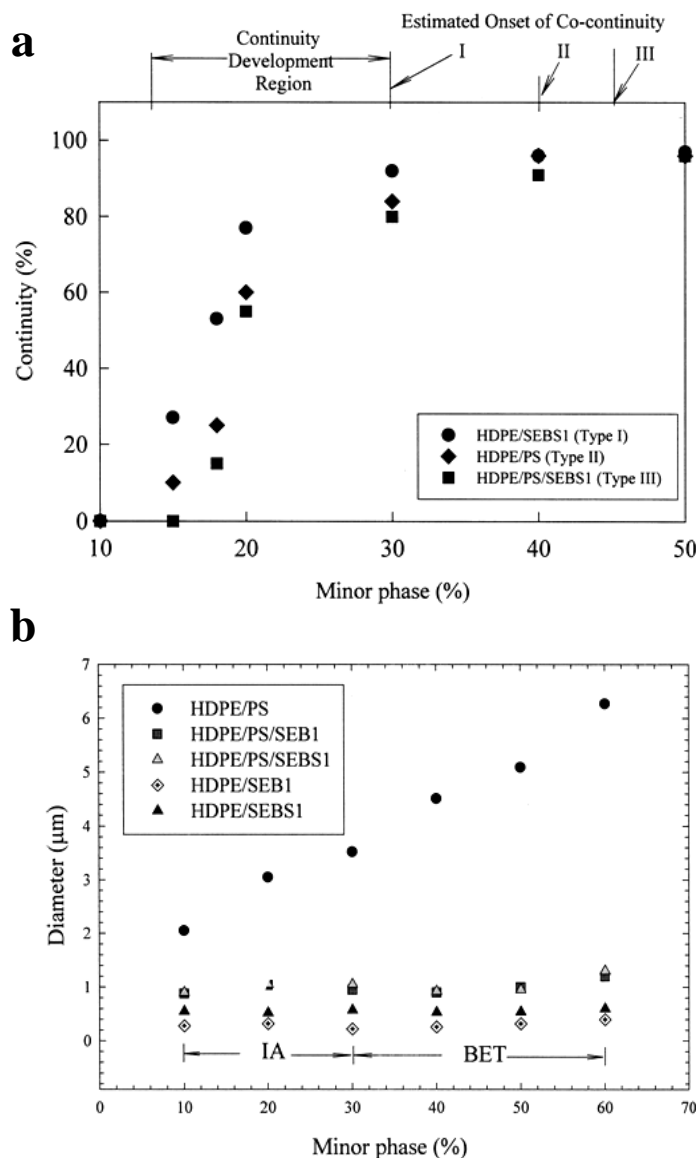 a
Estimated Onset of Co-continuity
Continuity
Development
Region
I
II
III
100
80
60
40
20
0
Continuity (%)
HDPE/SEBS1 (Type I)
HDPE/PS (Type II)
HDPE/PS/SEBS1 (Type III)
10
20
30
40
50
Minor phase (%)
b
7
6
5
4
3
2
1
0
Diameter (μm)
HDPE/PS
HDPE/PS/SEB1
HDPE/PS/SEBS1
HDPE/SEB1
HDPE/SEBS1
IA
BET
0
10
20
30
40
50
60
70
Minor phase (%)